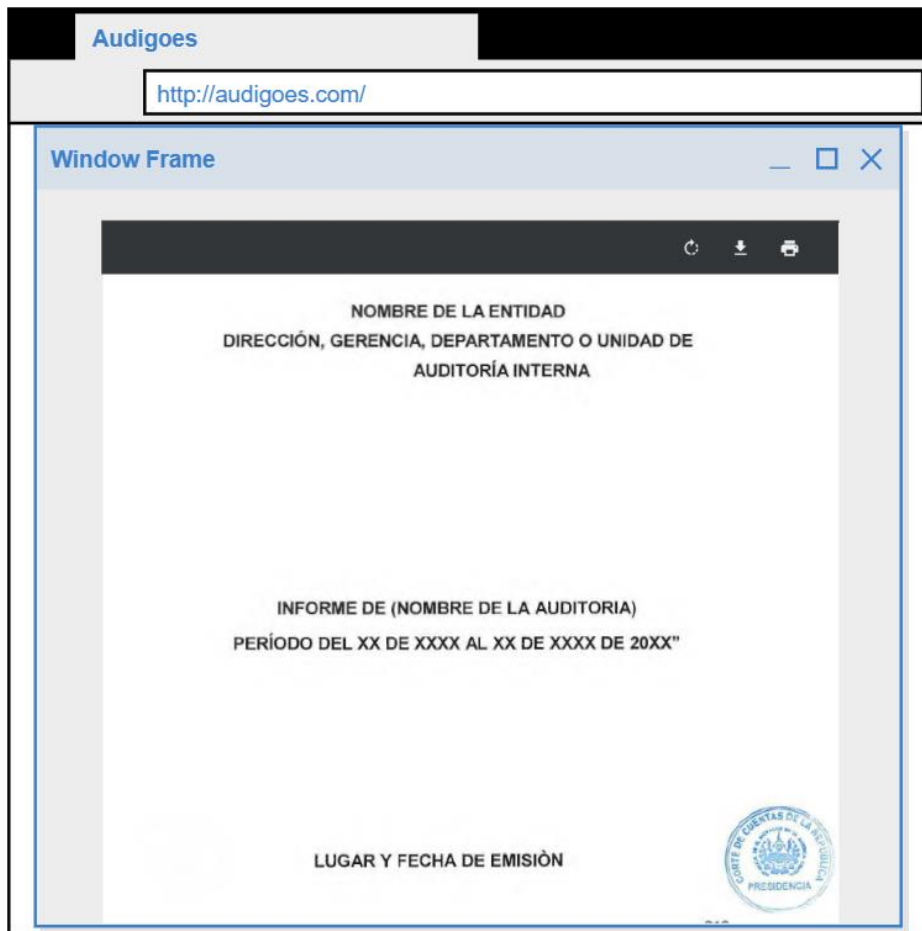 Audigoes
http://audigoes.com/
Window Frame
NOMBRE DE LA ENTIDAD
DIRECCIÓN, GERENCIA, DEPARTAMENTO O UNIDAD DE
AUDITORÍA INTERNA
INFORME DE (NOMBRE DE LA AUDITORIA)
PERÍODO DEL XX DE XXXX AL XX DE XXXX DE 20XX”
LUGAR Y FECHA DE EMISIÒN
CORTE DE CUENTAS DE LA REPUBLICA
PRESIDENCIA